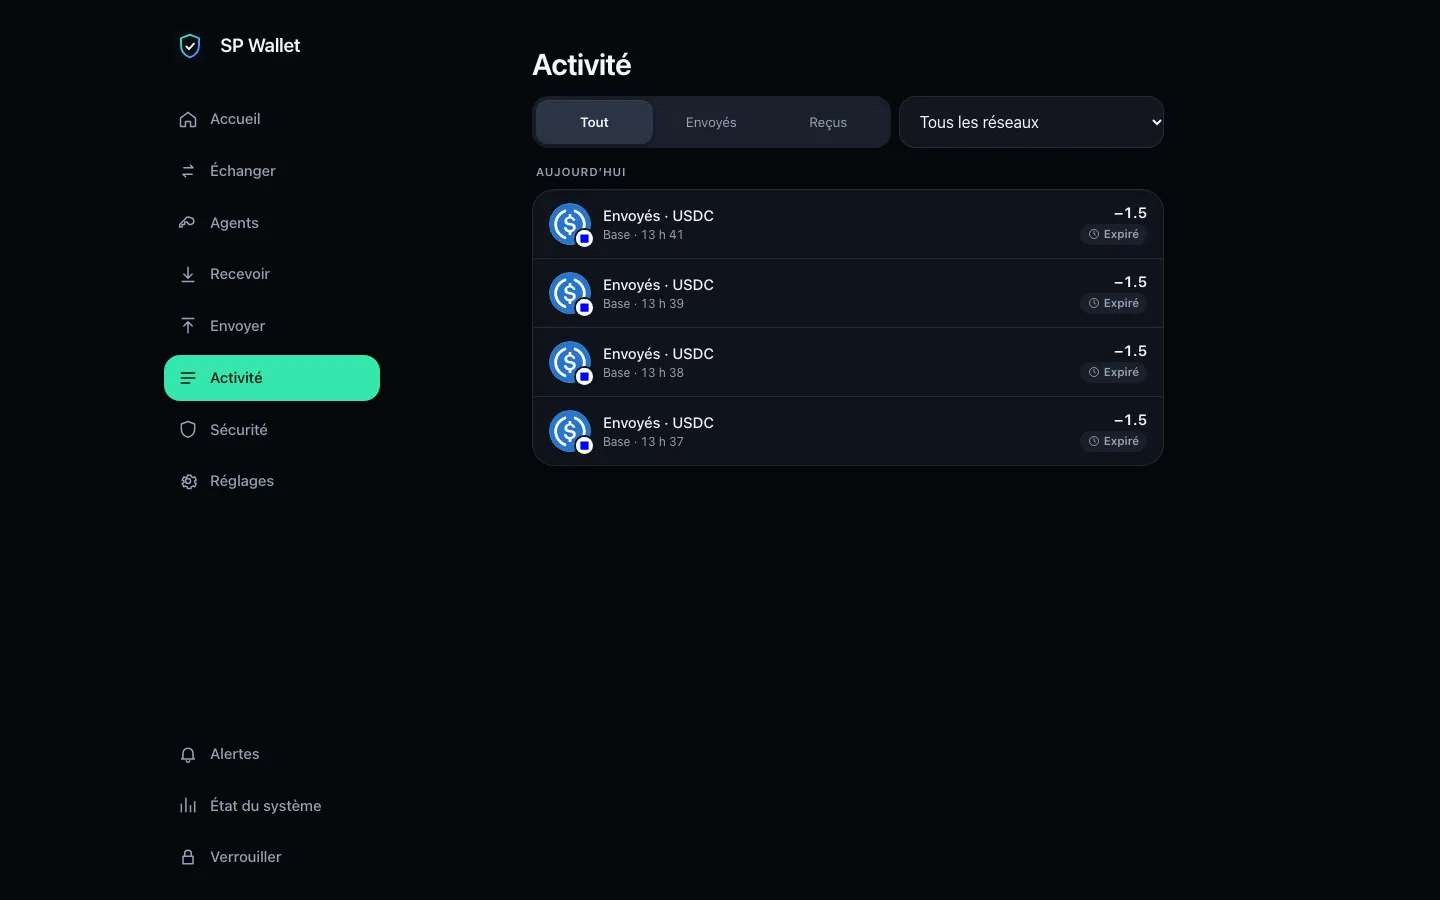 SP Wallet
Accueil
Échanger
Agents
Recevoir
Envoyer
Activité
Sécurité
Réglages
Alertes
État du système
Verrouiller
Activité
Tout
Envoyés
Reçus
Tous les réseaux
AUJOURD’HUI
Envoyés · USDC
Base · 13 h 41
−1.5
Expiré
Envoyés · USDC
Base · 13 h 39
−1.5
Expiré
Envoyés · USDC
Base · 13 h 38
−1.5
Expiré
Envoyés · USDC
Base · 13 h 37
−1.5
Expiré